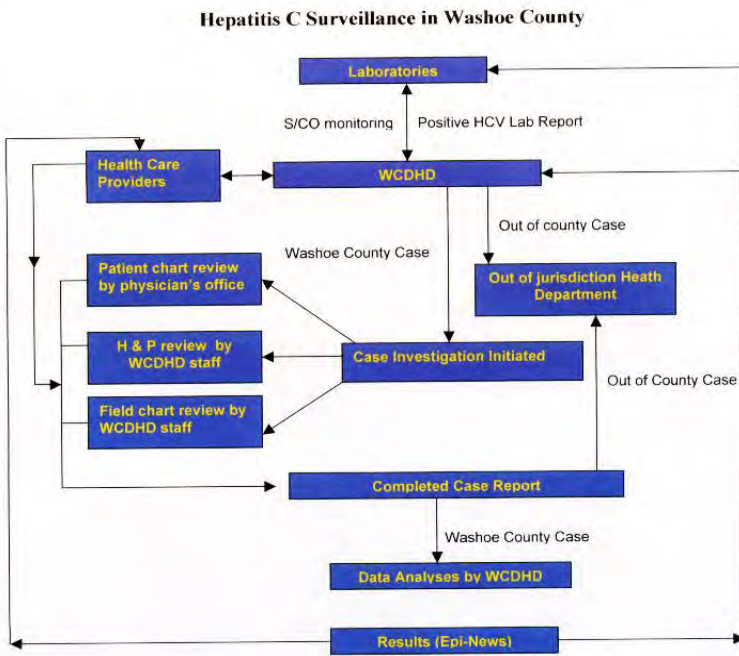 Hepatitis C Surveillance in Washoe County
Laboratories
S/CO monitoring
Positive HCV Lab Report
Health Care
Providers
WCDHD
Out of county Case
Washoe County Case
Patient chart review
by physician's office
Out of jurisdiction Heath
Department
H & P review by
WCDHD staff
Case Investigation Initiated
Out of County Case
Field chart review by
WCDHD staff
Completed Case Report
Washoe County Case
Data Analyses by WCDHD
Results (Epi-News)